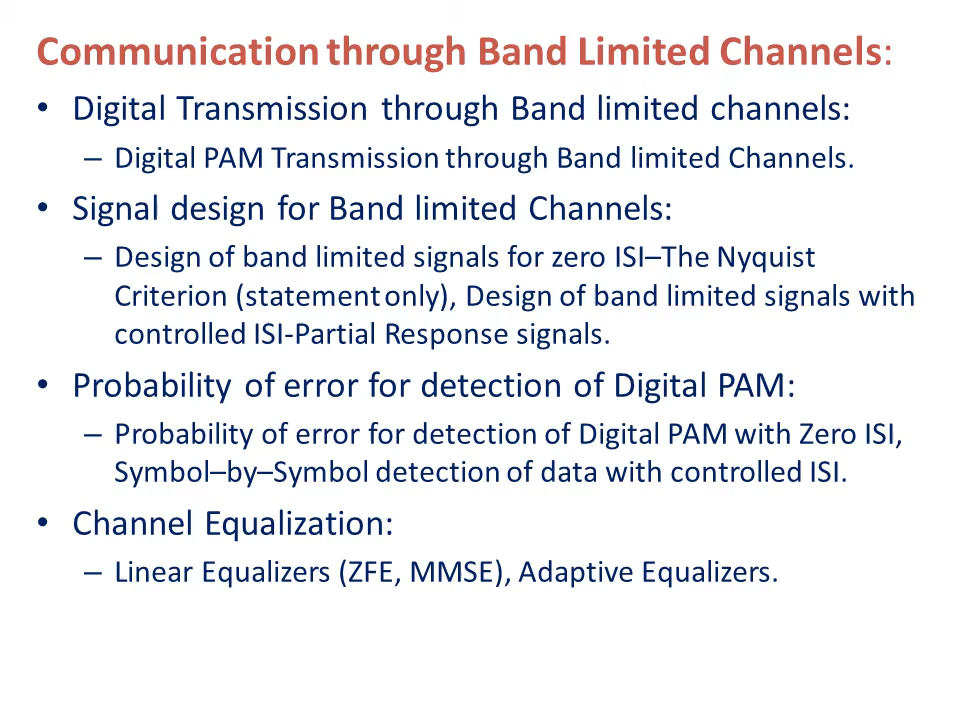 Communication through Band Limited Channels:
• Digital Transmission through Band limited channels:
– Digital PAM Transmission through Band limited Channels.
• Signal design for Band limited Channels:
– Design of band limited signals for zero ISI–The Nyquist
Criterion (statement only), Design of band limited signals with
controlled ISI-Partial Response signals.
• Probability of error for detection of Digital PAM:
– Probability of error for detection of Digital PAM with Zero ISI,
Symbol–by–Symbol detection of data with controlled ISI.
• Channel Equalization:
– Linear Equalizers (ZFE, MMSE), Adaptive Equalizers.